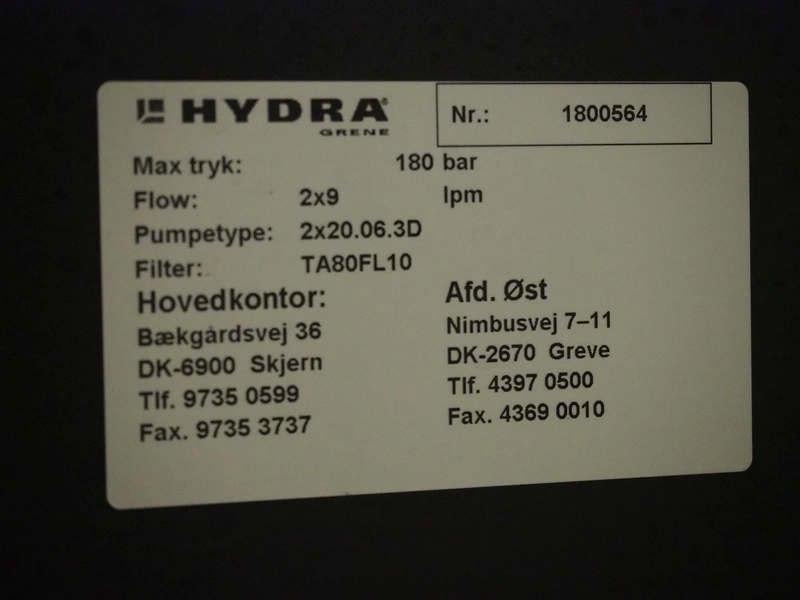 HYDRA
GRENE
Nr.: 1800564
Max tryk: 180 bar
Flow: 2x9 lpm
Pumpetype: 2x20.06.3D
Filter: TA80FL10
Hovedkontor:
Bækgårdsvej 36
DK-6900 Skjern
Tlf. 9735 0599
Fax. 9735 3737
Afd. Øst
Nimbusvej 7–11
DK-2670 Greve
Tlf. 4397 0500
Fax. 4369 0010